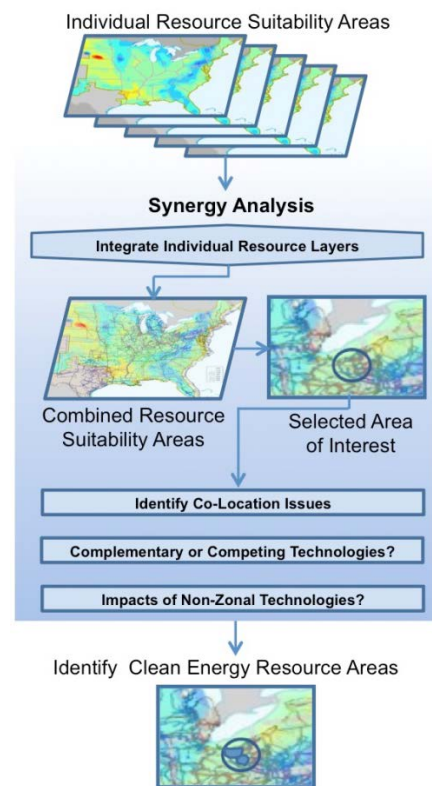 Individual Resource Suitability Areas
Synergy Analysis
Integrate Individual Resource Layers
Combined Resource
Suitability Areas
Selected Area
of Interest
Identify Co-Location Issues
Complementary or Competing Technologies?
Impacts of Non-Zonal Technologies?
Identify Clean Energy Resource Areas